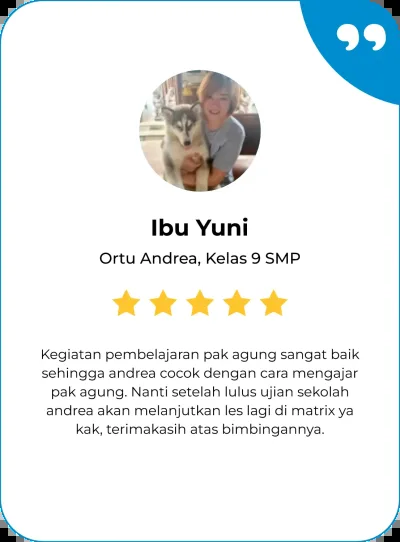 Ibu Yuni
Ortu Andrea, Kelas 9 SMP
Kegiatan pembelajaran pak agung sangat baik
sehingga andrea cocok dengan cara mengajar
pak agung. Nanti setelah lulus ujian sekolah
andrea akan melanjutkan les lagi di matrix ya
kak, terimakasih atas bimbingannya.